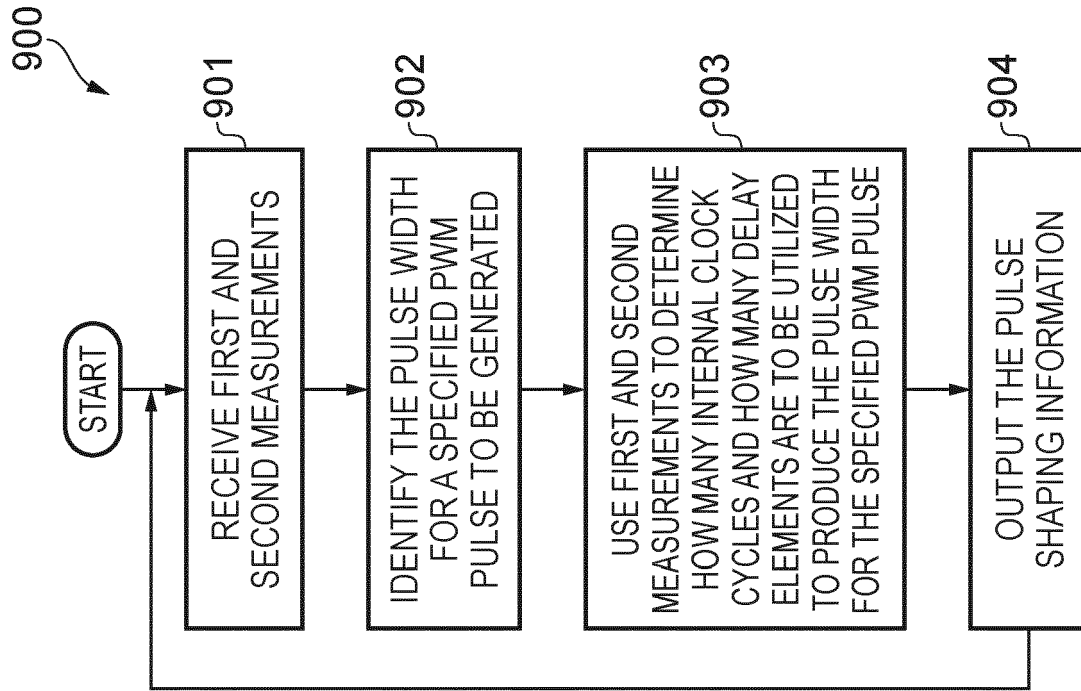 900
START
901
RECEIVE FIRST AND
SECOND MEASUREMENTS
902
IDENTIFY THE PULSE WIDTH
FOR A SPECIFIED PWM
PULSE TO BE GENERATED
903
USE FIRST AND SECOND
MEASUREMENTS TO DETERMINE
HOW MANY INTERNAL CLOCK
CYCLES AND HOW MANY DELAY
ELEMENTS ARE TO BE UTILIZED
TO PRODUCE THE PULSE WIDTH
FOR THE SPECIFIED PWM PULSE
904
OUTPUT THE PULSE
SHAPING INFORMATION